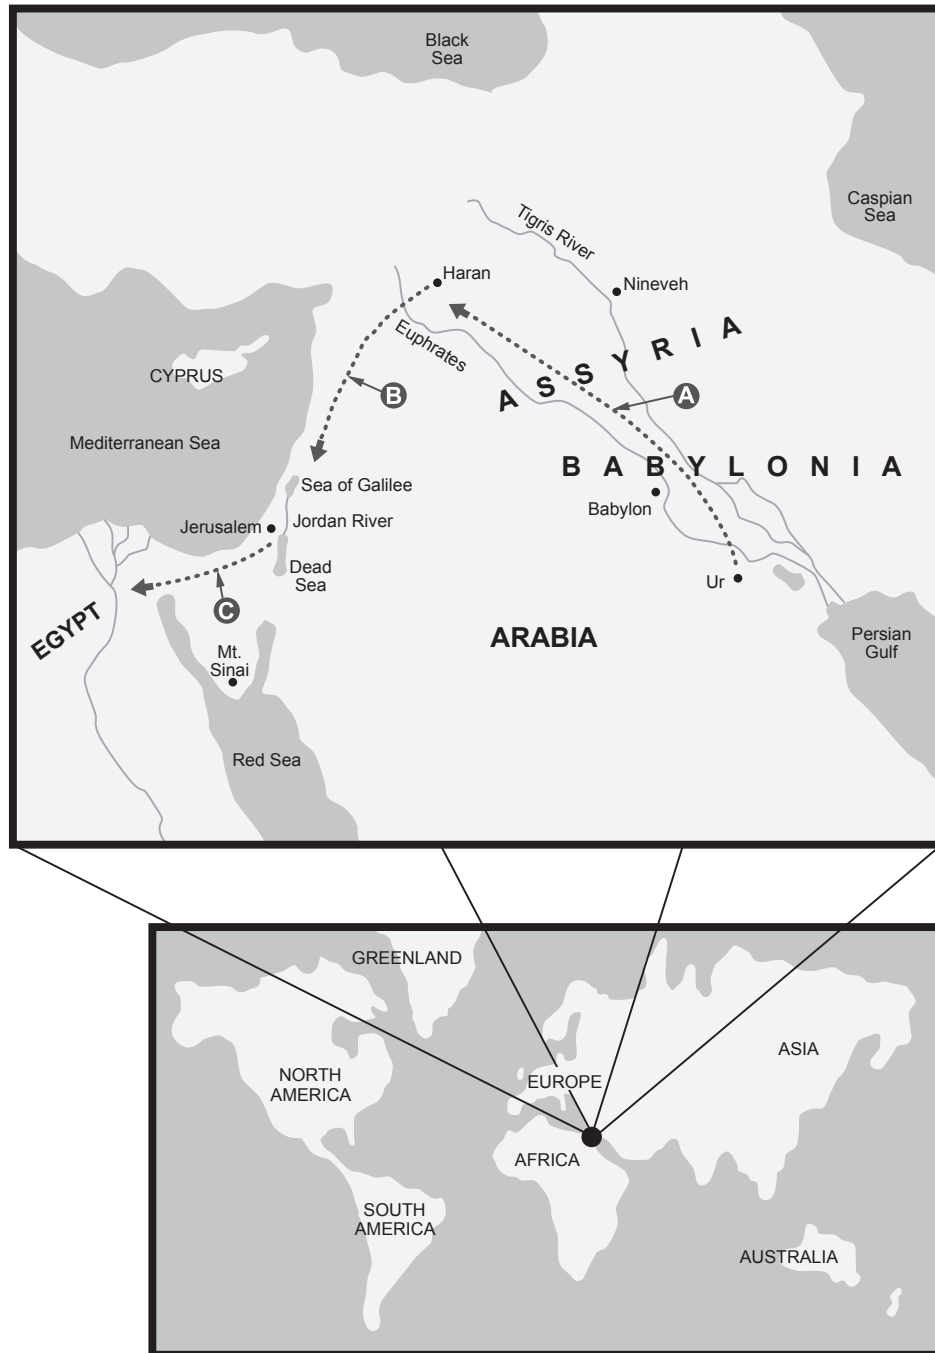 Black
Sea
Caspian
Sea
Tigris River
Haran
Nineveh
Euphrates
ASSYRIA
CYPRUS
B
A
Mediterranean Sea
BABYLONIA
Sea of Galilee
Babylon
Jerusalem
Jordan River
Dead
Sea
Ur
C
EGYPT
ARABIA
Persian
Gulf
Mt.
Sinai
Red Sea
GREENLAND
ASIA
NORTH
AMERICA
EUROPE
AFRICA
SOUTH
AMERICA
AUSTRALIA